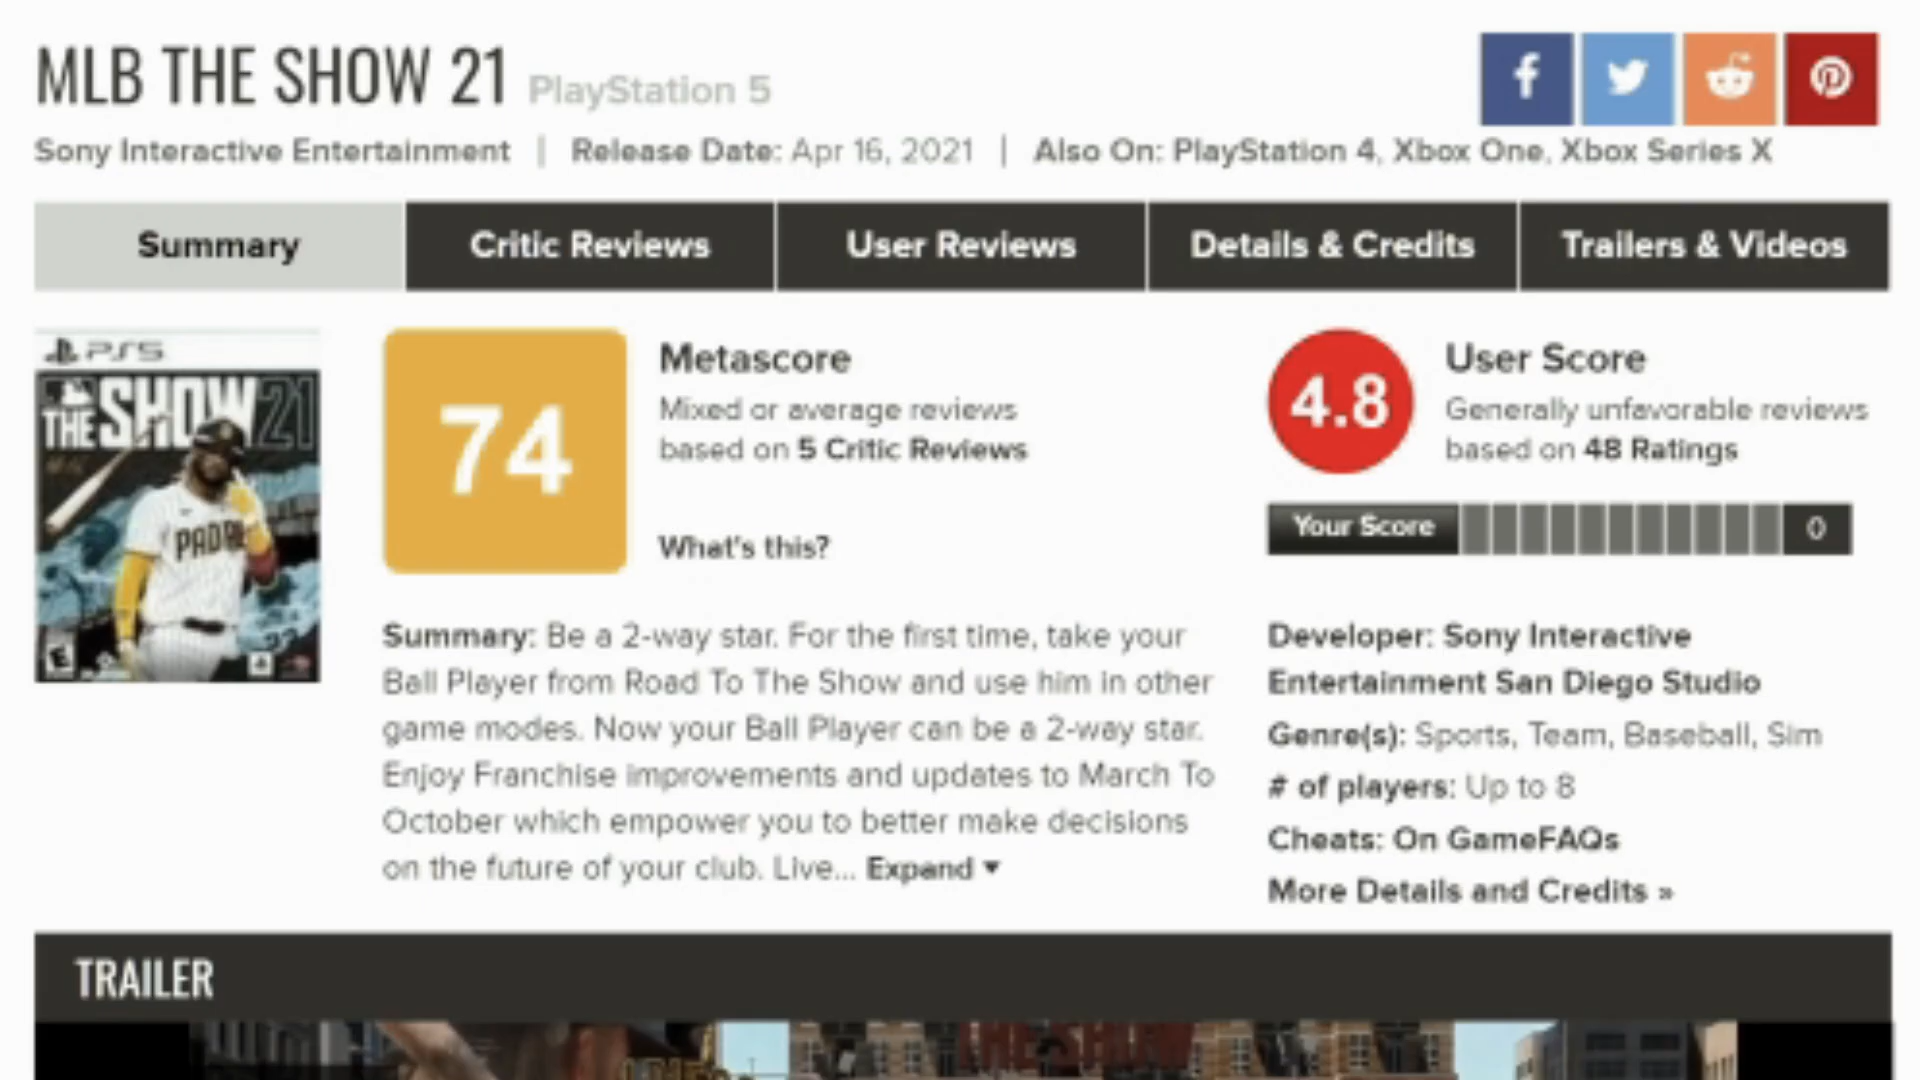 MLB THE SHOW 21 PlayStation 5
Sony Interactive Entertainment | Release Date: Apr 16, 2021 | Also On: PlayStation 4, Xbox One, Xbox Series X
Summary Critic Reviews User Reviews Details & Credits Trailers & Videos
PS5
THE SHOW 21
PADRE
E
74
Metascore
Mixed or average reviews
based on 5 Critic Reviews
What's this?
4.8
User Score
Generally unfavorable reviews
based on 48 Ratings
Your Score 0
Summary: Be a 2-way star. For the first time, take your
Ball Player from Road To The Show and use him in other
game modes. Now your Ball Player can be a 2-way star.
Enjoy Franchise improvements and updates to March To
October which empower you to better make decisions
on the future of your club. Live... Expand ▼
Developer: Sony Interactive
Entertainment San Diego Studio
Genre(s): Sports, Team, Baseball, Sim
# of players: Up to 8
Cheats: On GameFAQs
More Details and Credits »
TRAILER
THE SHOW